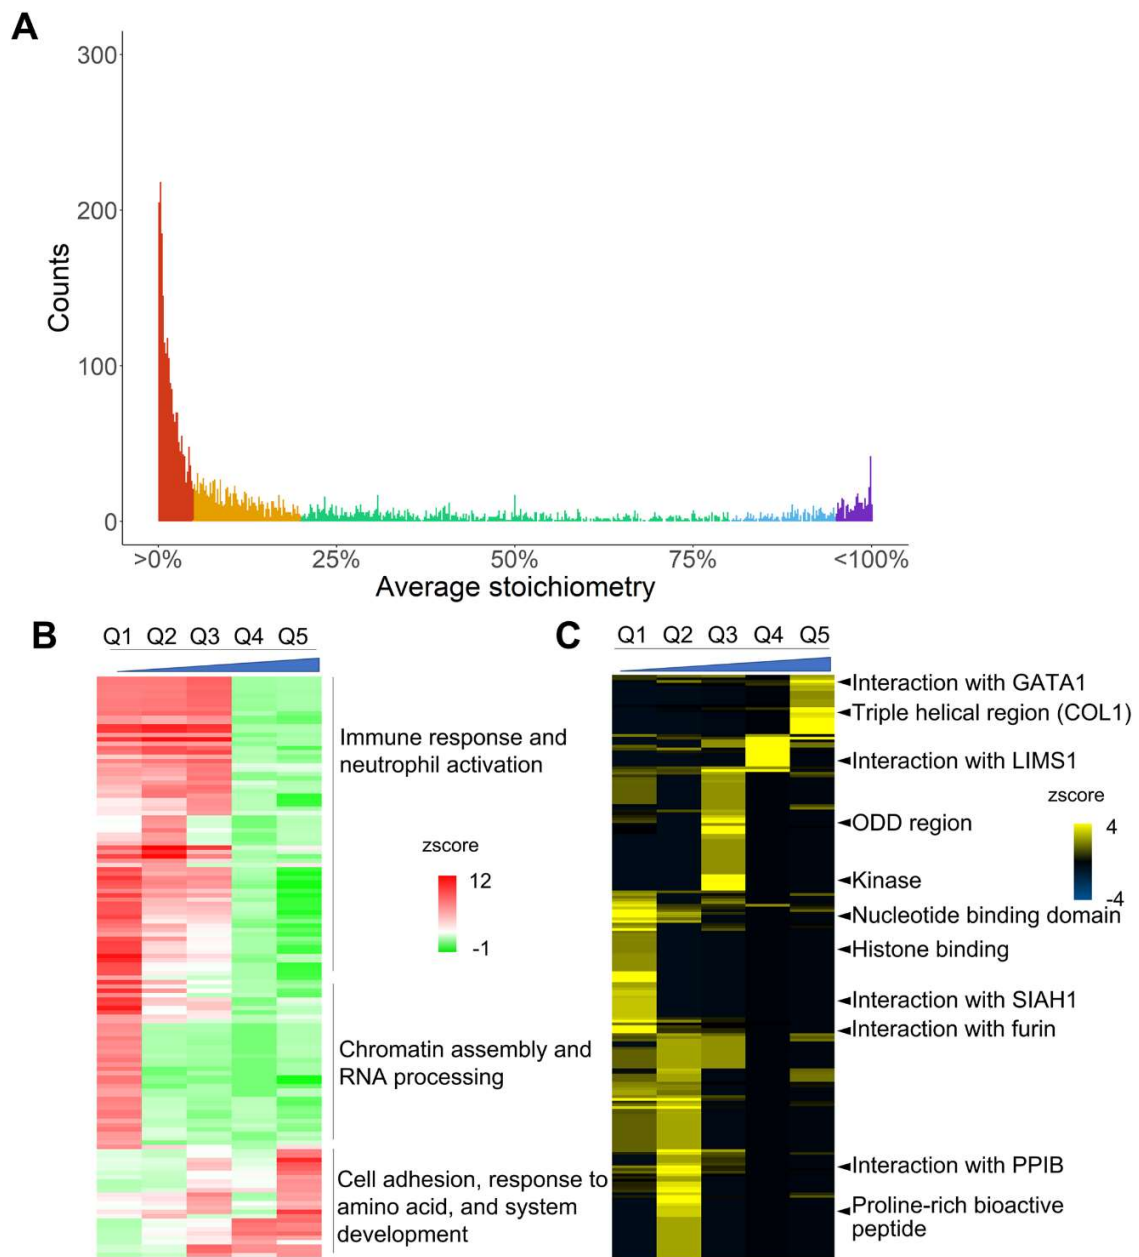 A
300
200
100
0
Counts
>0%
25%
50%
75%
<100%
Average stoichiometry
B
Q1
Q2
Q3
Q4
Q5
Immune response and
neutrophil activation
zscore
12
-1
Chromatin assembly and
RNA processing
Cell adhesion, response to
amino acid, and system
development
C
Q1
Q2
Q3
Q4
Q5
Interaction with GATA1
Triple helical region (COL1)
Interaction with LIMS1
zscore
4
-4
ODD region
Kinase
Nucleotide binding domain
Histone binding
Interaction with SIAH1
Interaction with furin
Interaction with PPIB
Proline-rich bioactive
peptide